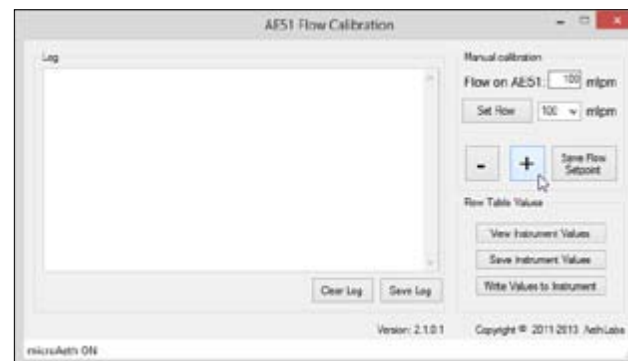 AE51 Flow Calibration
Log
Manual calibration
Flow on AE51: 100 mlpm
Set Flow 100 mlpm
- + Save Flow Setpoint
Flow Table Values
View Instrument Values
Save Instrument Values
Write Values to Instrument
Clear Log Save Log
Version: 2.1.0.1 Copyright © 2011-2013 AethLabs
microAeth ON